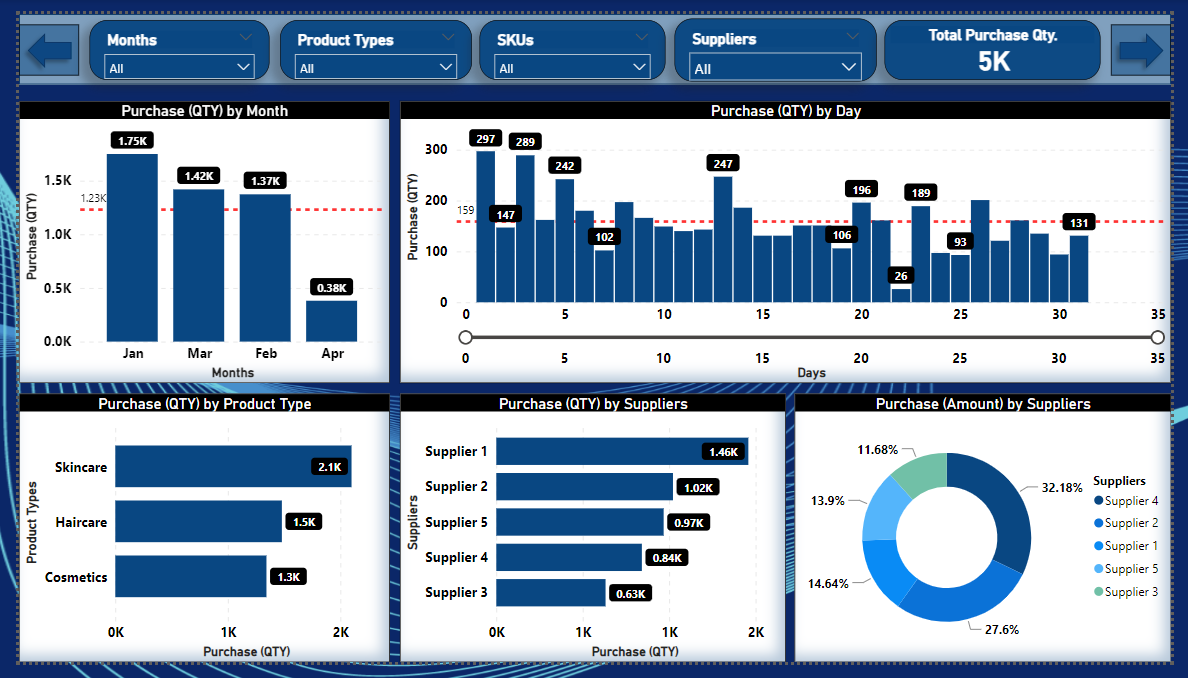 Months
All
Product Types
All
SKUs
All
Suppliers
All
Total Purchase Qty.
5K
Purchase (QTY) by Month
Purchase (QTY)
1.5K
1.0K
0.5K
0.0K
1.23K
1.75K
1.42K
1.37K
0.38K
Jan Mar Feb Apr
Months
Purchase (QTY) by Day
Purchase (QTY)
300
200
100
0
159
297
147
289
242
102
247
106
196
26
189
93
131
0 5 10 15 20 25 30 35
0 5 10 15 20 25 30 35
Days
Purchase (QTY) by Product Type
Product Types
Skincare 2.1K
Haircare 1.5K
Cosmetics 1.3K
0K 1K 2K
Purchase (QTY)
Purchase (QTY) by Suppliers
Suppliers
Supplier 1 1.46K
Supplier 2 1.02K
Supplier 5 0.97K
Supplier 4 0.84K
Supplier 3 0.63K
0K 1K 1K 2K
Purchase (QTY)
Purchase (Amount) by Suppliers
11.68%
32.18%
13.9%
14.64%
27.6%
Suppliers
Supplier 4
Supplier 2
Supplier 1
Supplier 5
Supplier 3